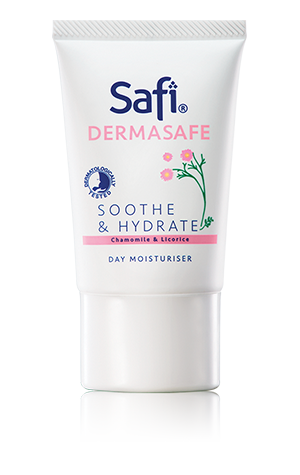 Safi®
DERMASAFE
DERMATOLOGICALLY
TESTED
SOOTHE
& HYDRATE
Chamomile & Licorice
DAY MOISTURISER